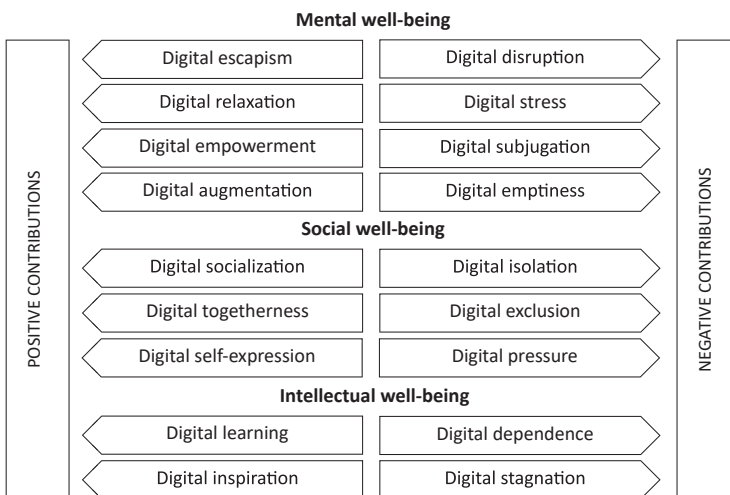 Mental well-being
Digital escapism
Digital disruption
Digital relaxation
Digital stress
Digital empowerment
Digital subjugation
Digital augmentation
Digital emptiness
Social well-being
Digital socialization
Digital isolation
Digital togetherness
Digital exclusion
Digital self-expression
Digital pressure
Intellectual well-being
Digital learning
Digital dependence
Digital inspiration
Digital stagnation
POSITIVE CONTRIBUTIONS
NEGATIVE CONTRIBUTIONS